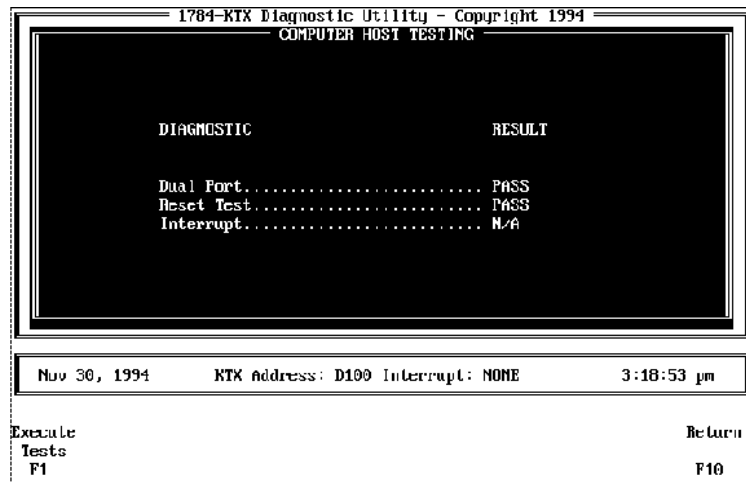 1784-KTX Diagnostic Utility - Copyright 1994
COMPUTER HOST TESTING
DIAGNOSTIC RESULT
Dual Port......................... PASS
Reset Test........................ PASS
Interrupt......................... N/A
Nov 30, 1994 KTX Address: D100 Interrupt: NONE 3:18:53 pm
Execute Return
Tests
F1 F10